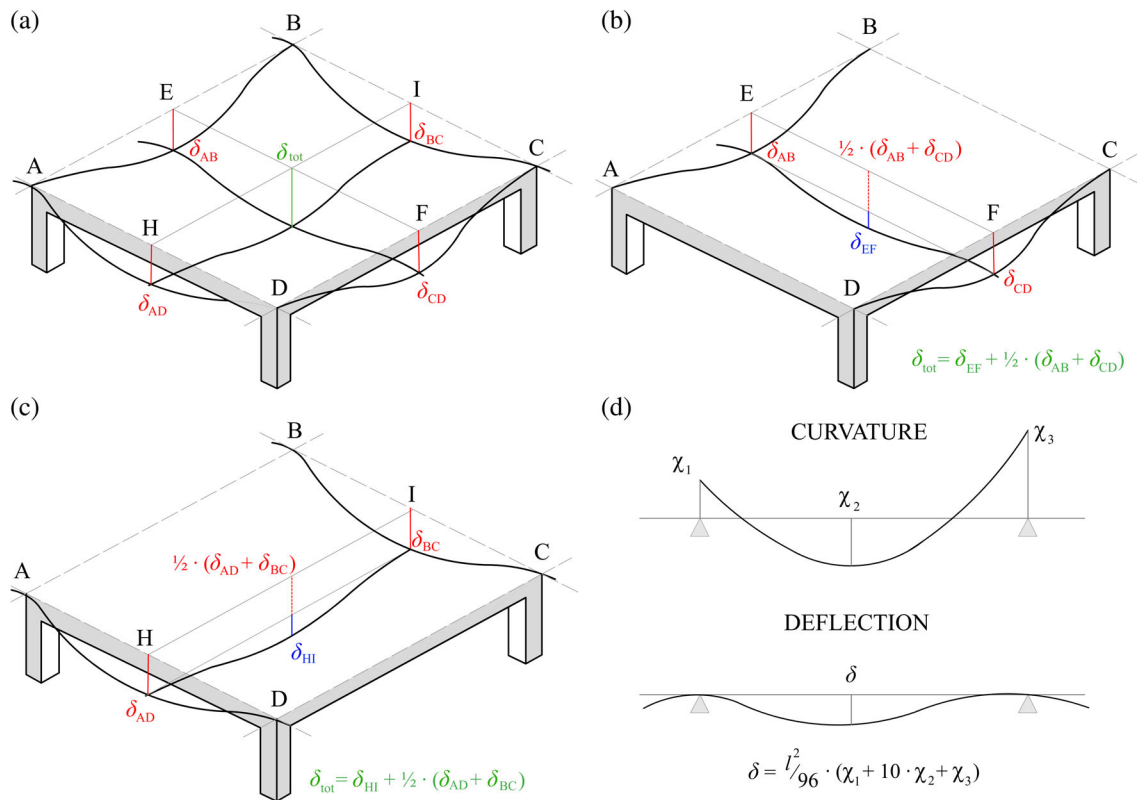 (a)
B
E
I
δAB
δtot
δBC
A
C
H
F
δAD
D
δCD
(b)
B
E
δAB
½ · (δAB + δCD)
A
C
F
δEF
D
δCD
δtot = δEF + ½ · (δAB + δCD)
(c)
B
I
½ · (δAD + δBC)
δBC
A
C
H
δHI
δAD
D
δtot = δHI + ½ · (δAD + δBC)
(d)
CURVATURE
χ1
χ2
χ3
DEFLECTION
δ
δ = l²/96 · (χ1 + 10 · χ2 + χ3)